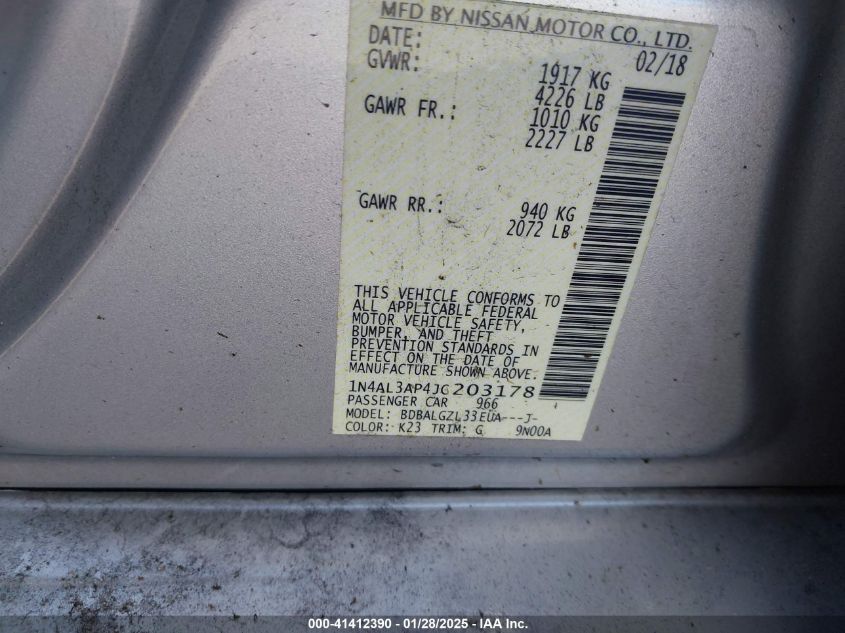 MFD BY NISSAN MOTOR CO., LTD.
DATE: 02/18
GVWR: 1917 KG
4226 LB
GAWR FR.: 1010 KG
2227 LB
GAWR RR.: 940 KG
2072 LB
THIS VEHICLE CONFORMS TO
ALL APPLICABLE FEDERAL
MOTOR VEHICLE SAFETY,
BUMPER, AND THEFT
PREVENTION STANDARDS IN
EFFECT ON THE DATE OF
MANUFACTURE SHOWN ABOVE.
1N4AL3AP4JC203178
PASSENGER CAR 966
MODEL: BDBALGZL33EUA---J-
COLOR: K23 TRIM: G 9N00A
000-41412390 - 01/28/2025 - IAA Inc.